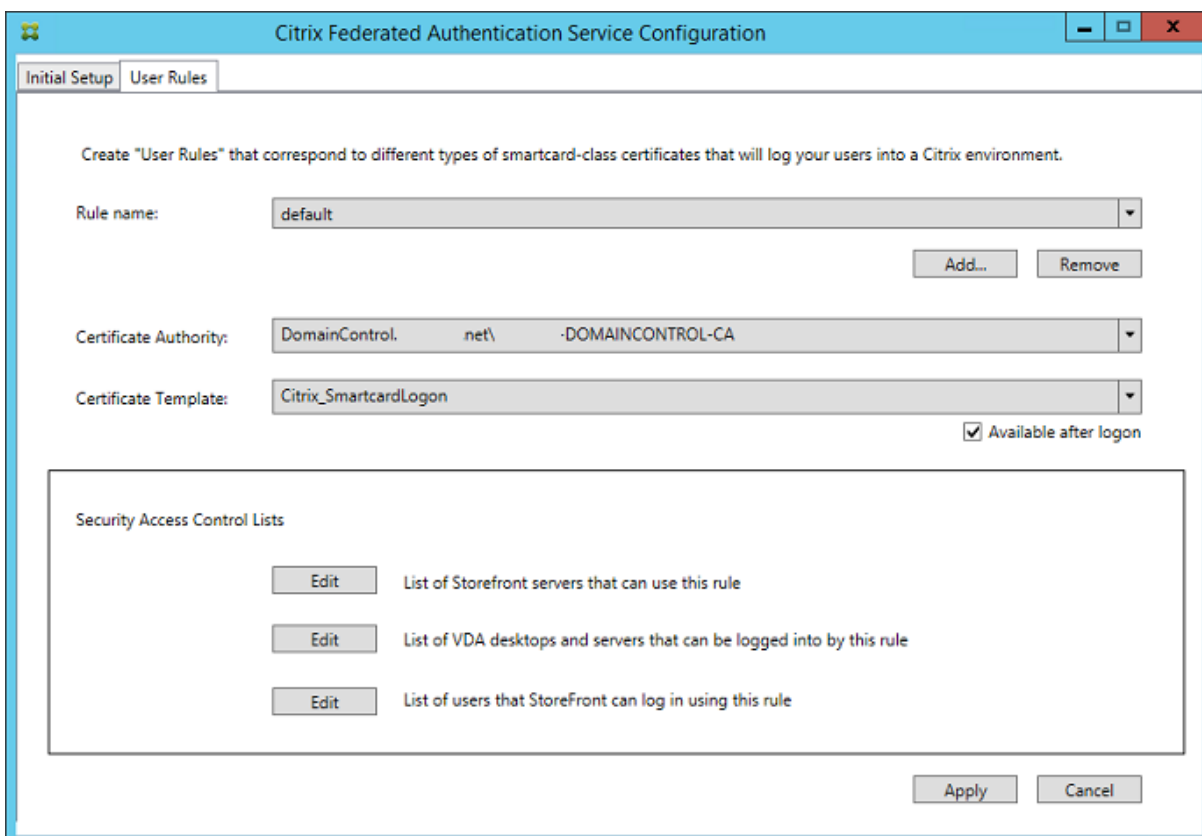 Citrix Federated Authentication Service Configuration
Initial Setup User Rules
Create "User Rules" that correspond to different types of smartcard-class certificates that will log your users into a Citrix environment.
Rule name: default
Add... Remove
Certificate Authority: DomainControl. net\ -DOMAINCONTROL-CA
Certificate Template: Citrix_SmartcardLogon
Available after logon
Security Access Control Lists
Edit List of Storefront servers that can use this rule
Edit List of VDA desktops and servers that can be logged into by this rule
Edit List of users that StoreFront can log in using this rule
Apply Cancel